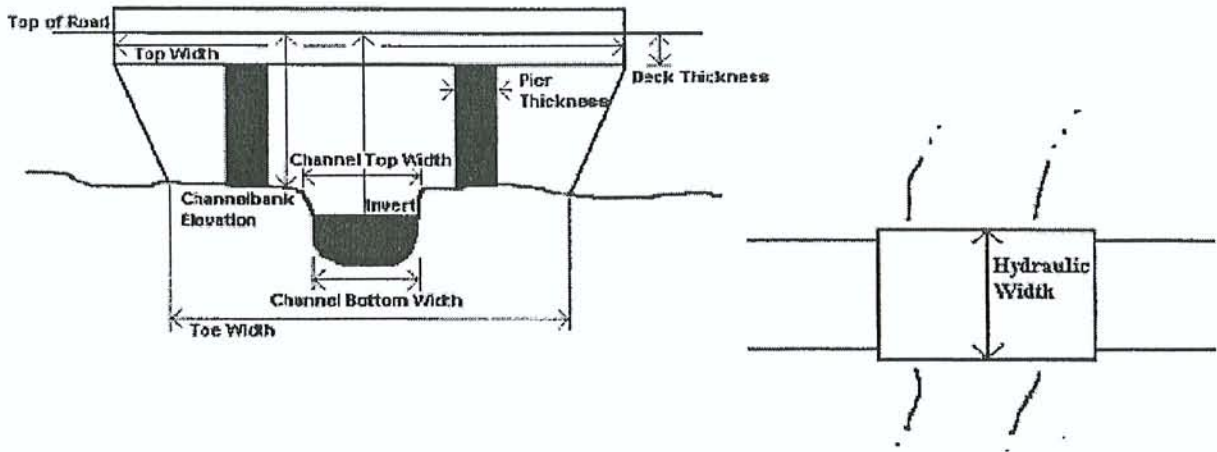 Top of Road
Top Width
Deck Thickness
Pier
Thickness
Channel Top Width
Channelbank
Elevation
Invert
Channel Bottom Width
Toe Width
Hydraulic
Width